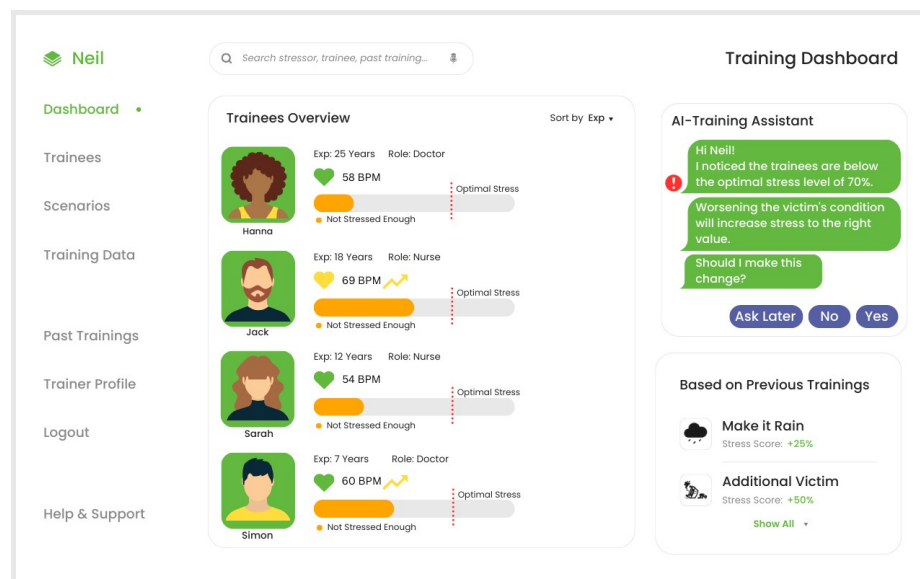 Neil
Search stressor, trainee, past training...
Training Dashboard
Dashboard
Trainees
Scenarios
Training Data
Past Trainings
Trainer Profile
Logout
Help & Support
Trainees Overview
Sort by Exp
Exp: 25 Years Role: Doctor
58 BPM
Optimal Stress
Not Stressed Enough
Hanna
Exp: 18 Years Role: Nurse
69 BPM
Optimal Stress
Not Stressed Enough
Jack
Exp: 12 Years Role: Nurse
54 BPM
Optimal Stress
Not Stressed Enough
Sarah
Exp: 7 Years Role: Doctor
60 BPM
Optimal Stress
Not Stressed Enough
Simon
AI-Training Assistant
Hi Neil!
I noticed the trainees are below
the optimal stress level of 70%.
Worsening the victim's condition
will increase stress to the right
value.
Should I make this
change?
Ask Later No Yes
Based on Previous Trainings
Make it Rain
Stress Score: +25%
Additional Victim
Stress Score: +50%
Show All